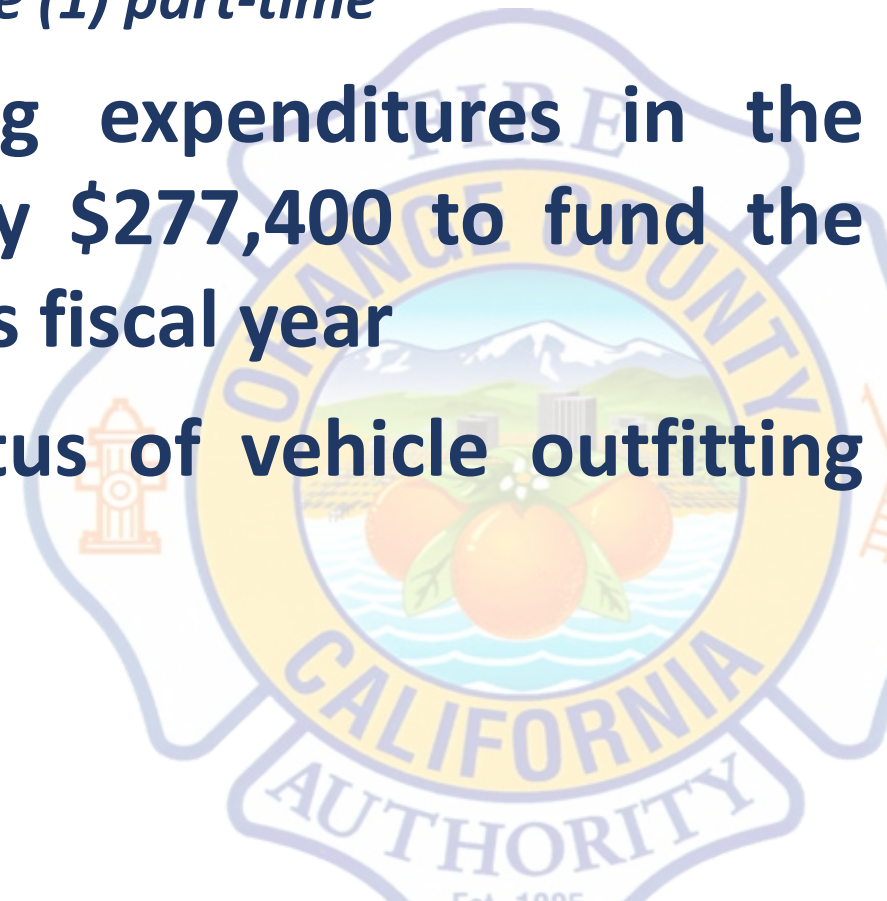 (1) part-time
g expenditures in the
y $277,400 to fund the
s fiscal year
tus of vehicle outfitting
FIRE
ORANGE COUNTY
CALIFORNIA
AUTHORITY